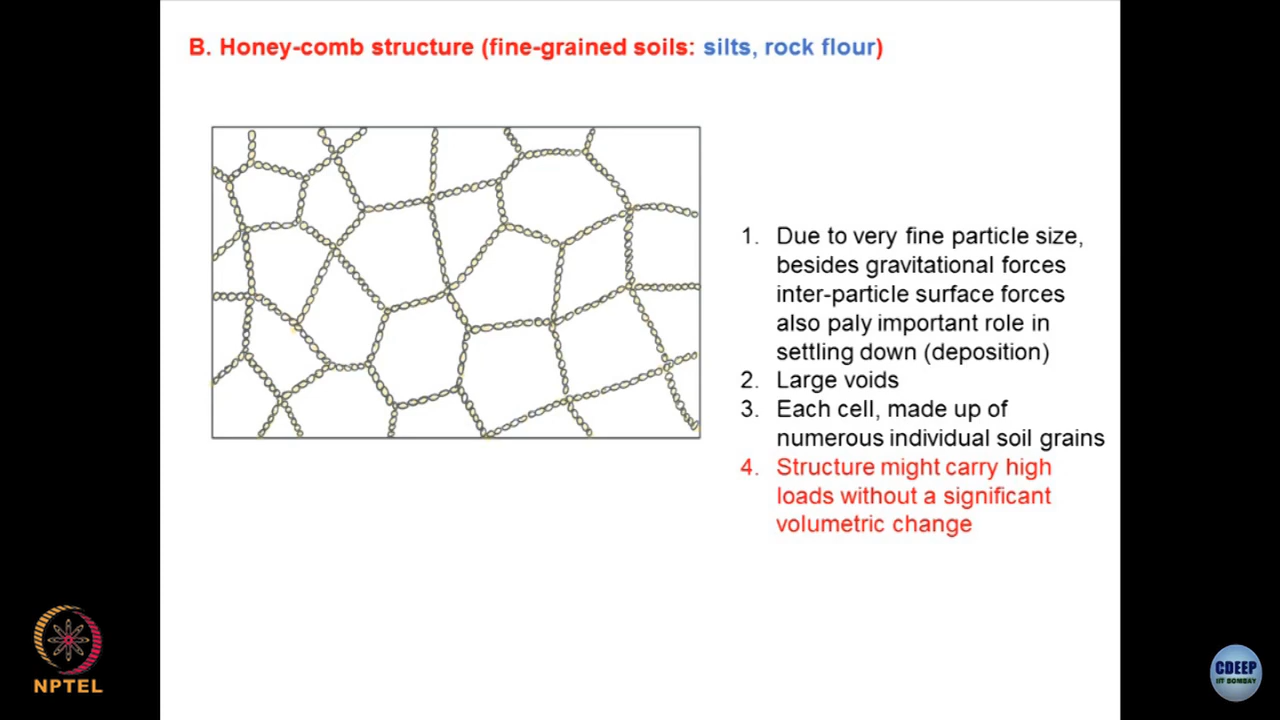 B. Honey-comb structure (fine-grained soils: silts, rock flour)
1. Due to very fine particle size,
besides gravitational forces
inter-particle surface forces
also paly important role in
settling down (deposition)
2. Large voids
3. Each cell, made up of
numerous individual soil grains
4. Structure might carry high
loads without a significant
volumetric change
NPTEL
CDEEP
IIT BOMBAY